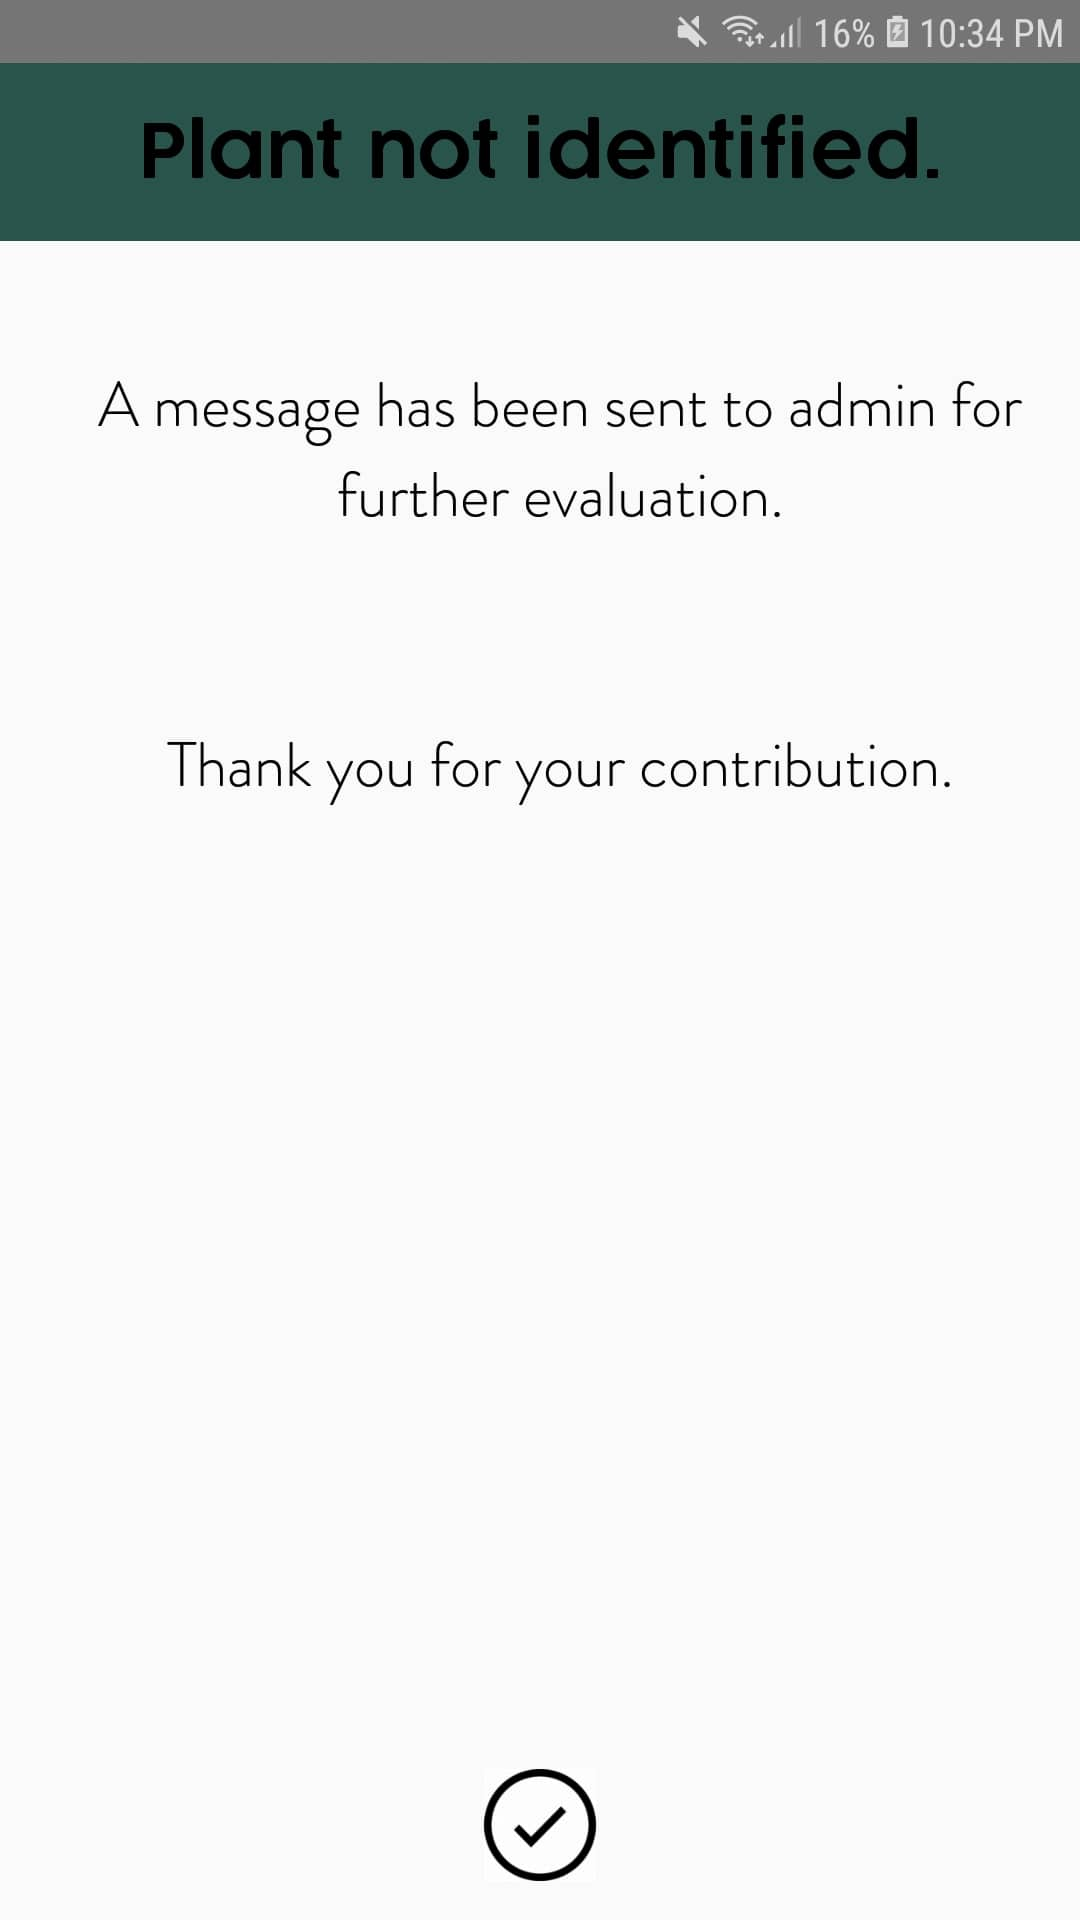 16% 10:34 PM
Plant not identified.
A message has been sent to admin for
further evaluation.
Thank you for your contribution.